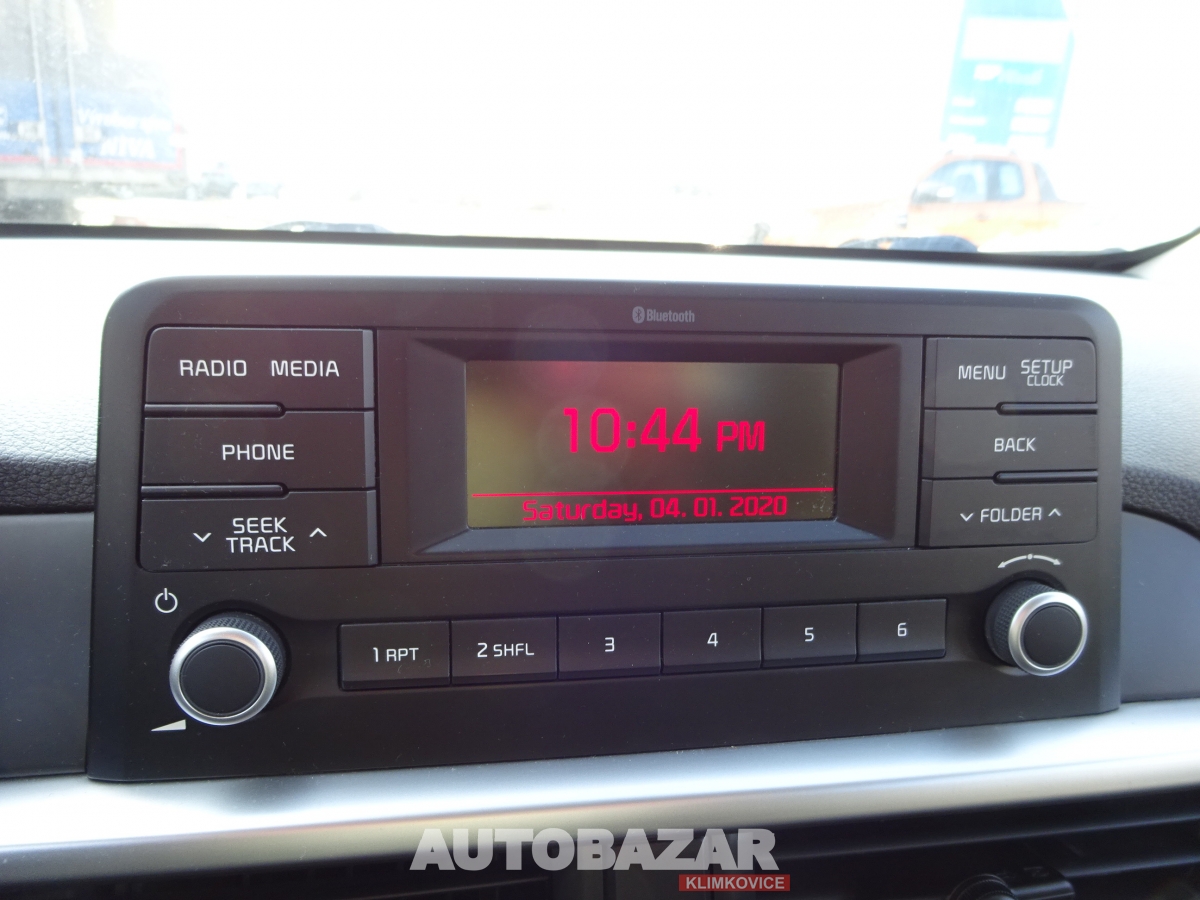 Bluetooth
RADIO MEDIA
PHONE
SEEK
TRACK
10:44 PM
Saturday, 04. 01. 2020
MENU SETUP
CLOCK
BACK
FOLDER
1 RPT 2 SHFL 3 4 5 6
AUTOBAZAR
KLIMKOVICE